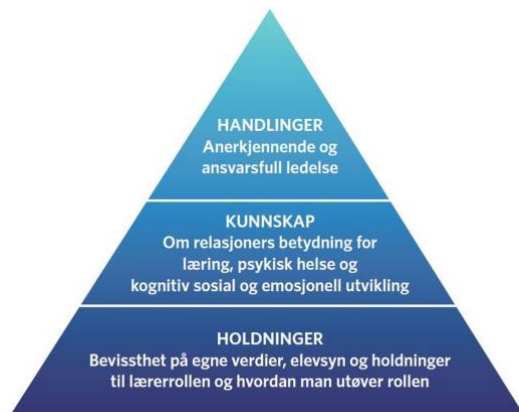 HANDLINGER
Anerkjennende og
ansvarsfull ledelse
KUNNSKAP
Om relasjoners betydning for
læring, psykisk helse og
kognitiv sosial og emosjonell utvikling
HOLDNINGER
Bevissthet på egne verdier, elevsyn og holdninger
til lærerrollen og hvordan man utøver rollen